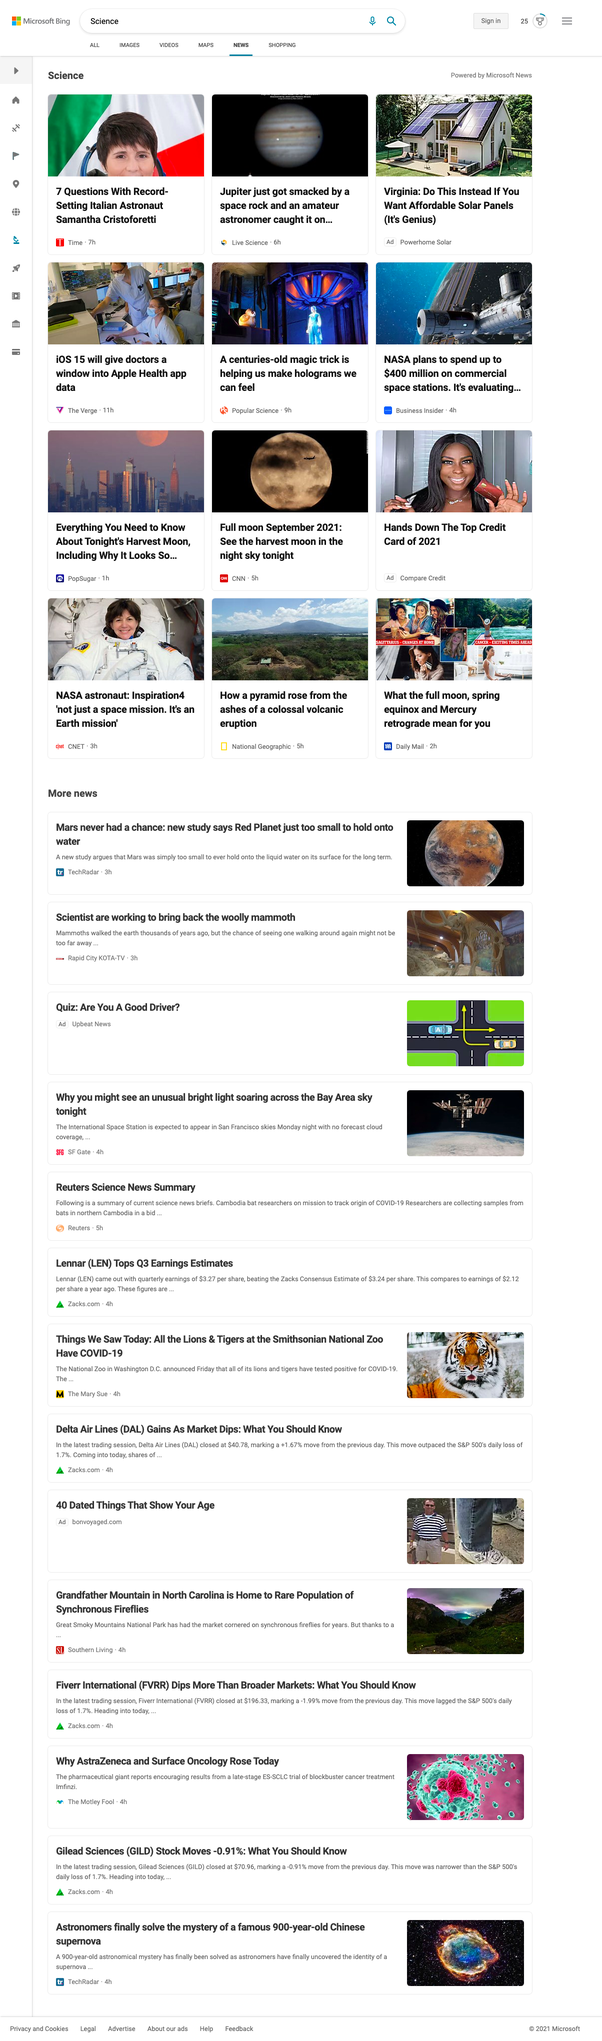 Microsoft Bing
Science
Sign in
25
ALL
IMAGES
VIDEOS
MAPS
NEWS
SHOPPING
Science
Powered by Microsoft News
7 Questions With Record-
Setting Italian Astronaut
Samantha Cristoforetti
Time · 7h
Jupiter just got smacked by a
space rock and an amateur
astronomer caught it on…
Live Science · 6h
Virginia: Do This Instead If You
Want Affordable Solar Panels
(It's Genius)
Ad Powerhome Solar
iOS 15 will give doctors a
window into Apple Health app
data
The Verge · 11h
A centuries-old magic trick is
helping us make holograms we
can feel
Popular Science · 9h
NASA plans to spend up to
$400 million on commercial
space stations. It's evaluating…
Business Insider · 4h
Everything You Need to Know
About Tonight's Harvest Moon,
Including Why It Looks So…
PopSugar · 1h
Full moon September 2021:
See the harvest moon in the
night sky tonight
CNN · 5h
Hands Down The Top Credit
Card of 2021
Ad Compare Credit
NASA astronaut: Inspiration4
'not just a space mission. It's an
Earth mission'
CNET · 3h
How a pyramid rose from the
ashes of a colossal volcanic
eruption
National Geographic · 5h
SAGITTARIUS - CHANGES AT HOME
CANCER - EXCITING TIMES AHEAD
What the full moon, spring
equinox and Mercury
retrograde mean for you
Daily Mail · 2h
More news
Mars never had a chance: new study says Red Planet just too small to hold onto
water
A new study argues that Mars was simply too small to ever hold onto the liquid water on its surface for the long term.
TechRadar · 3h
Scientist are working to bring back the woolly mammoth
Mammoths walked the earth thousands of years ago, but the chance of seeing one walking around again might not be
too far away ...
Rapid City KOTA-TV · 3h
Quiz: Are You A Good Driver?
Ad Upbeat News
Why you might see an unusual bright light soaring across the Bay Area sky
tonight
The International Space Station is expected to appear in San Francisco skies Monday night with no forecast cloud
coverage, ...
SF Gate · 4h
Reuters Science News Summary
Following is a summary of current science news briefs. Cambodia bat researchers on mission to track origin of COVID-19 Researchers are collecting samples from
bats in northern Cambodia in a bid ...
Reuters · 5h
Lennar (LEN) Tops Q3 Earnings Estimates
Lennar (LEN) came out with quarterly earnings of $3.27 per share, beating the Zacks Consensus Estimate of $3.24 per share. This compares to earnings of $2.12
per share a year ago. These figures are ...
Zacks.com · 4h
Things We Saw Today: All the Lions & Tigers at the Smithsonian National Zoo
Have COVID-19
The National Zoo in Washington D.C. announced Friday that all of its lions and tigers have tested positive for COVID-19.
The ...
The Mary Sue · 4h
Delta Air Lines (DAL) Gains As Market Dips: What You Should Know
In the latest trading session, Delta Air Lines (DAL) closed at $40.78, marking a +1.67% move from the previous day. This move outpaced the S&P 500's daily loss of
1.7%. Coming into today, shares of ...
Zacks.com · 4h
40 Dated Things That Show Your Age
Ad bonvoyaged.com
Grandfather Mountain in North Carolina is Home to Rare Population of
Synchronous Fireflies
Great Smoky Mountains National Park has had the market cornered on synchronous fireflies for years. But thanks to a
...
Southern Living · 4h
Fiverr International (FVRR) Dips More Than Broader Markets: What You Should Know
In the latest trading session, Fiverr International (FVRR) closed at $196.33, marking a -1.99% move from the previous day. This move lagged the S&P 500's daily
loss of 1.7%. Heading into today, ...
Zacks.com · 4h
Why AstraZeneca and Surface Oncology Rose Today
The pharmaceutical giant reports encouraging results from a late-stage ES-SCLC trial of blockbuster cancer treatment
Imfinzi.
The Motley Fool · 4h
Gilead Sciences (GILD) Stock Moves -0.91%: What You Should Know
In the latest trading session, Gilead Sciences (GILD) closed at $70.96, marking a -0.91% move from the previous day. This move was narrower than the S&P 500's
daily loss of 1.7%. Heading into today, ...
Zacks.com · 4h
Astronomers finally solve the mystery of a famous 900-year-old Chinese
supernova
A 900-year-old astronomical mystery has finally been solved as astronomers have finally uncovered the identity of a
supernova ...
TechRadar · 4h
Privacy and Cookies
Legal
Advertise
About our ads
Help
Feedback
© 2021 Microsoft